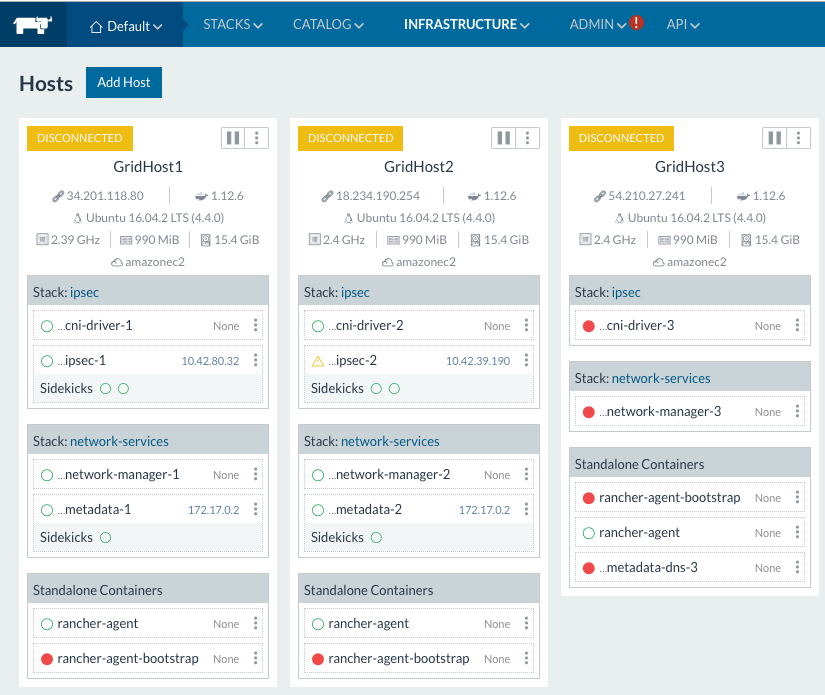 Default STACKS CATALOG INFRASTRUCTURE ADMIN ! API
Hosts Add Host
DISCONNECTED
GridHost1
34.201.118.80 1.12.6
Ubuntu 16.04.2 LTS (4.4.0)
2.39 GHz 990 MiB 15.4 GiB
amazonec2
Stack: ipsec
...cni-driver-1 None
...ipsec-1 10.42.80.32
Sidekicks
Stack: network-services
...network-manager-1 None
...metadata-1 172.17.0.2
Sidekicks
Standalone Containers
rancher-agent None
rancher-agent-bootstrap None
DISCONNECTED
GridHost2
18.234.190.254 1.12.6
Ubuntu 16.04.2 LTS (4.4.0)
2.4 GHz 990 MiB 15.4 GiB
amazonec2
Stack: ipsec
...cni-driver-2 None
...ipsec-2 10.42.39.190
Sidekicks
Stack: network-services
...network-manager-2 None
...metadata-2 172.17.0.2
Sidekicks
Standalone Containers
rancher-agent None
rancher-agent-bootstrap None
DISCONNECTED
GridHost3
54.210.27.241 1.12.6
Ubuntu 16.04.2 LTS (4.4.0)
2.4 GHz 990 MiB 15.4 GiB
amazonec2
Stack: ipsec
...cni-driver-3 None
Stack: network-services
...network-manager-3 None
Standalone Containers
rancher-agent-bootstrap None
rancher-agent None
...metadata-dns-3 None